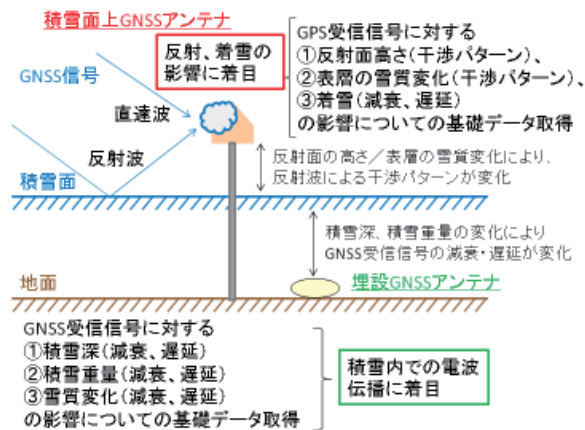 積雪面上GNSSアンテナ
反射、着雪の
影響に着目
GPS受信信号に対する
①反射面高さ(干渉パターン)、
②表層の雪質変化(干渉パターン)、
③着雪(減衰、遅延)
の影響についての基礎データ取得
GNSS信号
直達波
反射波
反射面の高さ/表層の雪質変化により、
反射波による干渉パターンが変化
積雪面
積雪深、積雪重量の変化により
GNSS受信信号の減衰・遅延が変化
地面
埋設GNSSアンテナ
GNSS受信信号に対する
①積雪深(減衰、遅延)
②積雪重量(減衰、遅延)
③雪質変化(減衰、遅延)
の影響についての基礎データ取得
積雪内での電波
伝播に着目